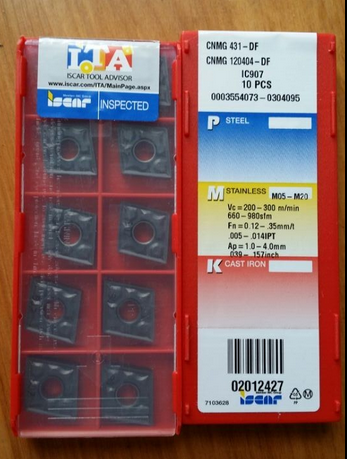 ITA
ISCAR TOOL ADVISOR
www.iscar.com/ITA/MainPage.aspx
iscar INSPECTED
CNMG 431-DF
CNMG 120404-DF
IC907
10 PCS
0003554073-0304095
P STEEL
M STAINLESS M05-M20
Vc=200-300 m/min
660-980sfm
Fn=0.12-.35mm/t
.005-.014IPT
Ap=1.0-4.0mm
.039-.157inch
K CAST IRON
02012427
7103628 iscar M